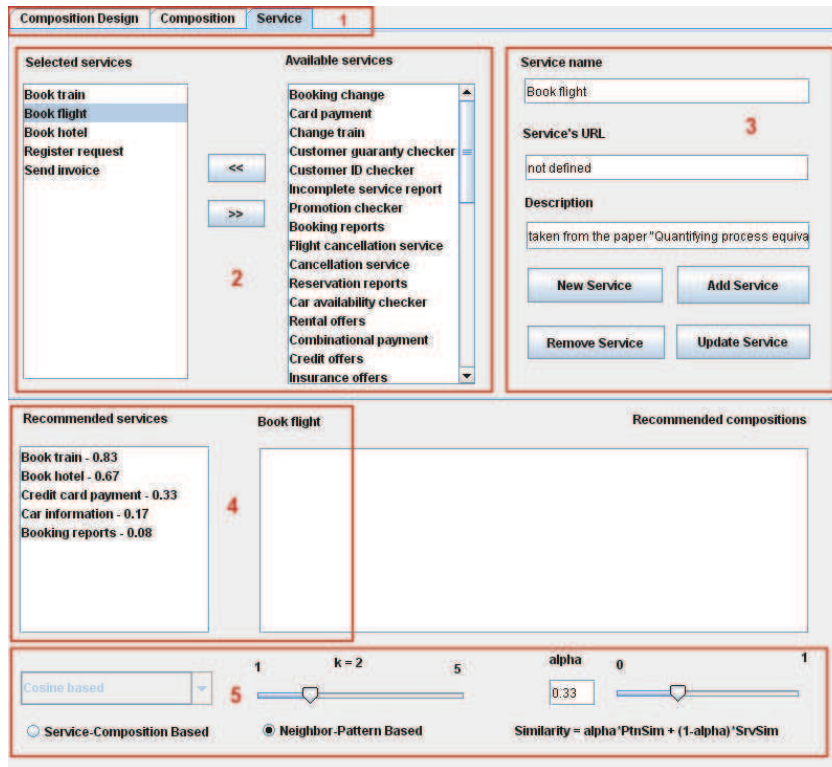 Composition Design Composition Service 1
Selected services
Book train
Book flight
Book hotel
Register request
Send invoice
<<
>>
2
Available services
Booking change
Card payment
Change train
Customer guaranty checker
Customer ID checker
Incomplete service report
Promotion checker
Booking reports
Flight cancellation service
Cancellation service
Reservation reports
Car availability checker
Rental offers
Combinational payment
Credit offers
Insurance offers
Service name
Book flight
3
Service's URL
not defined
Description
taken from the paper "Quantifying process equiva
New Service Add Service
Remove Service Update Service
Recommended services
Book train - 0.83
Book hotel - 0.67
Credit card payment - 0.33
Car information - 0.17
Booking reports - 0.08
4
Book flight Recommended compositions
Cosine based
5
1 k = 2 5
alpha 0 1
0.33
Service-Composition Based Neighbor-Pattern Based Similarity = alpha*PtnSim + (1-alpha)*SrvSim